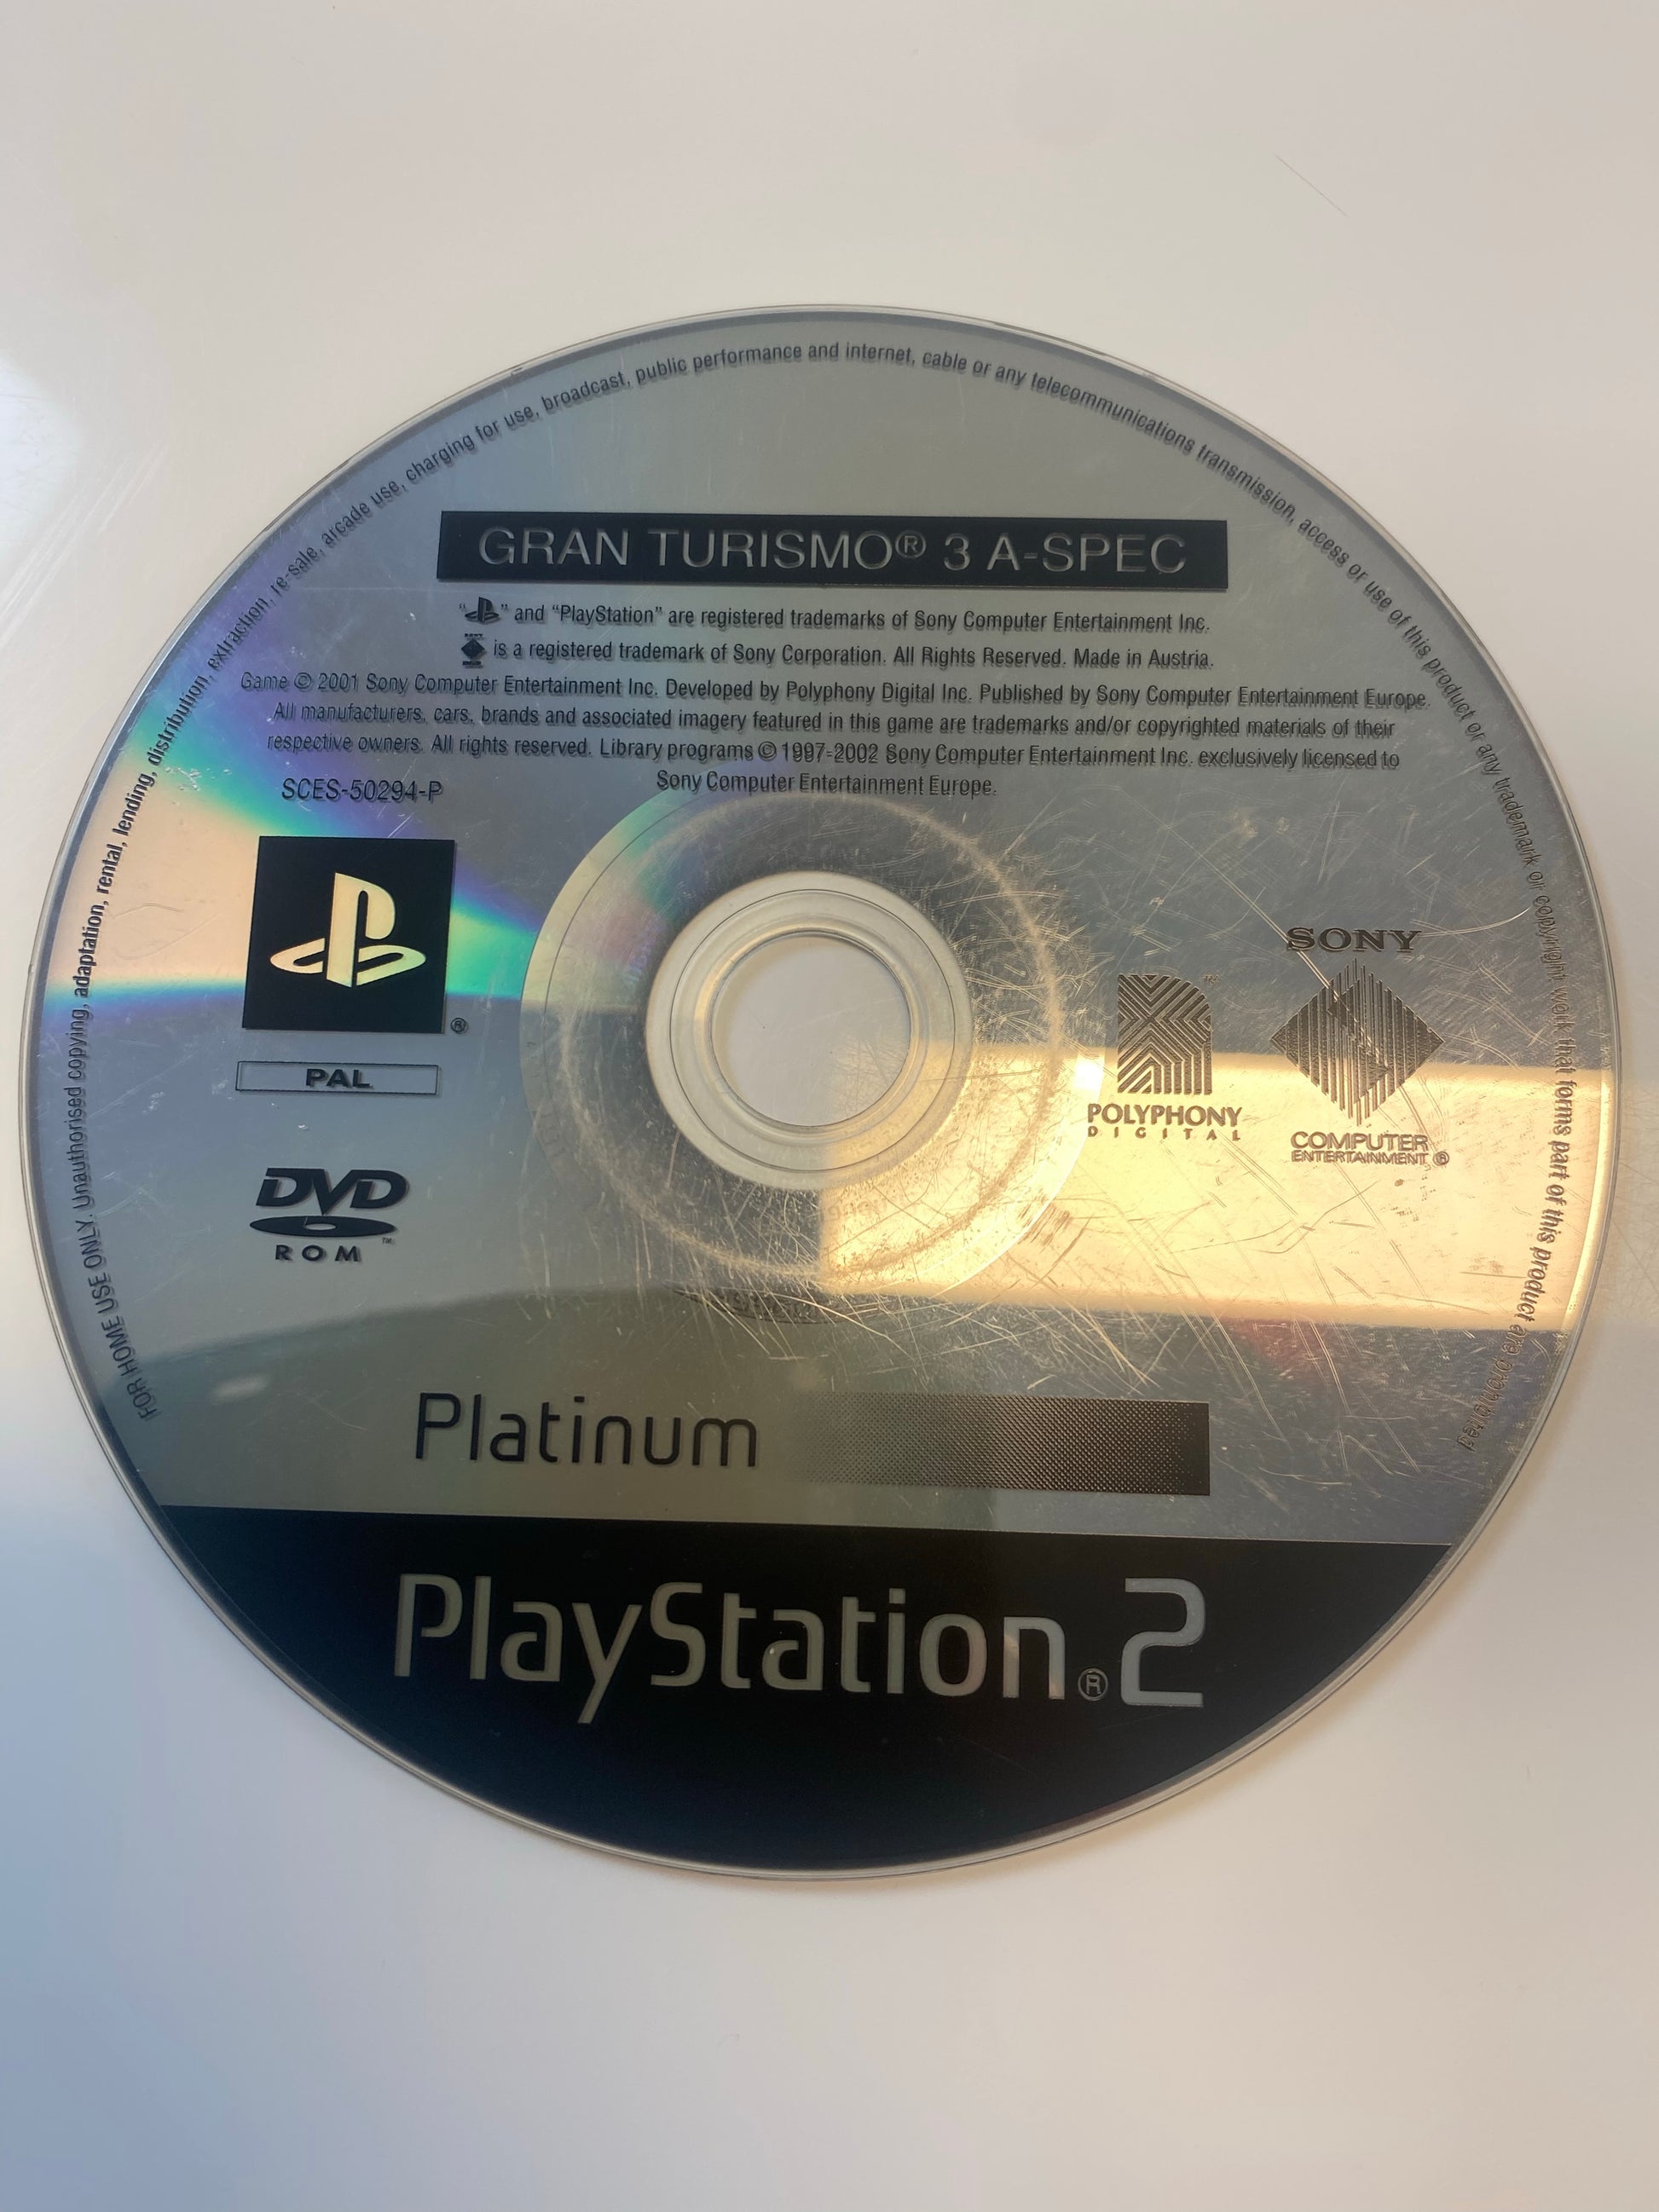 FOR HOME USE ONLY. Unauthorised copying, adaptation, rental, lending, distribution, extraction, re-sale, arcade use, charging for use, broadcast, public performance and internet, cable or any telecommunications transmission, access or use of this product or any trademark or copyright work that forms part of this product are prohibited
GRAN TURISMO® 3 A-SPEC
“ ” and “PlayStation” are registered trademarks of Sony Computer Entertainment Inc.
is a registered trademark of Sony Corporation. All Rights Reserved. Made in Austria.
Game © 2001 Sony Computer Entertainment Inc. Developed by Polyphony Digital Inc. Published by Sony Computer Entertainment Europe.
All manufacturers, cars, brands and associated imagery featured in this game are trademarks and/or copyrighted materials of their
respective owners. All rights reserved. Library programs © 1997-2002 Sony Computer Entertainment Inc. exclusively licensed to
Sony Computer Entertainment Europe.
SCES-50294-P
®
PAL
DVD
ROM™
POLYPHONY
DIGITAL
™
SONY
COMPUTER
ENTERTAINMENT®
Platinum
PlayStation®2